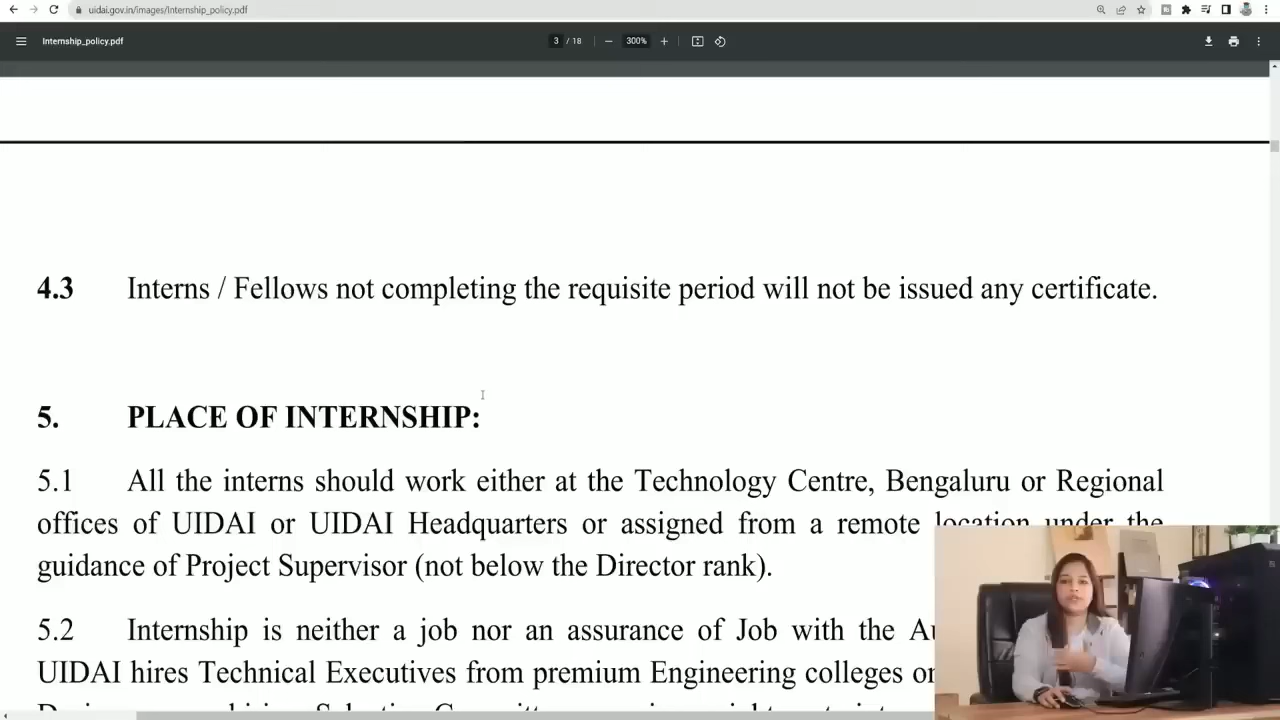 uidai.gov.in/images/Internship_policy.pdf
Internship_policy.pdf
3 / 18
300%
4.3 Interns / Fellows not completing the requisite period will not be issued any certificate.
5. PLACE OF INTERNSHIP:
5.1 All the interns should work either at the Technology Centre, Bengaluru or Regional
offices of UIDAI or UIDAI Headquarters or assigned from a remote location under the
guidance of Project Supervisor (not below the Director rank).
5.2 Internship is neither a job nor an assurance of Job with the
UIDAI hires Technical Executives from premium Engineering colleges